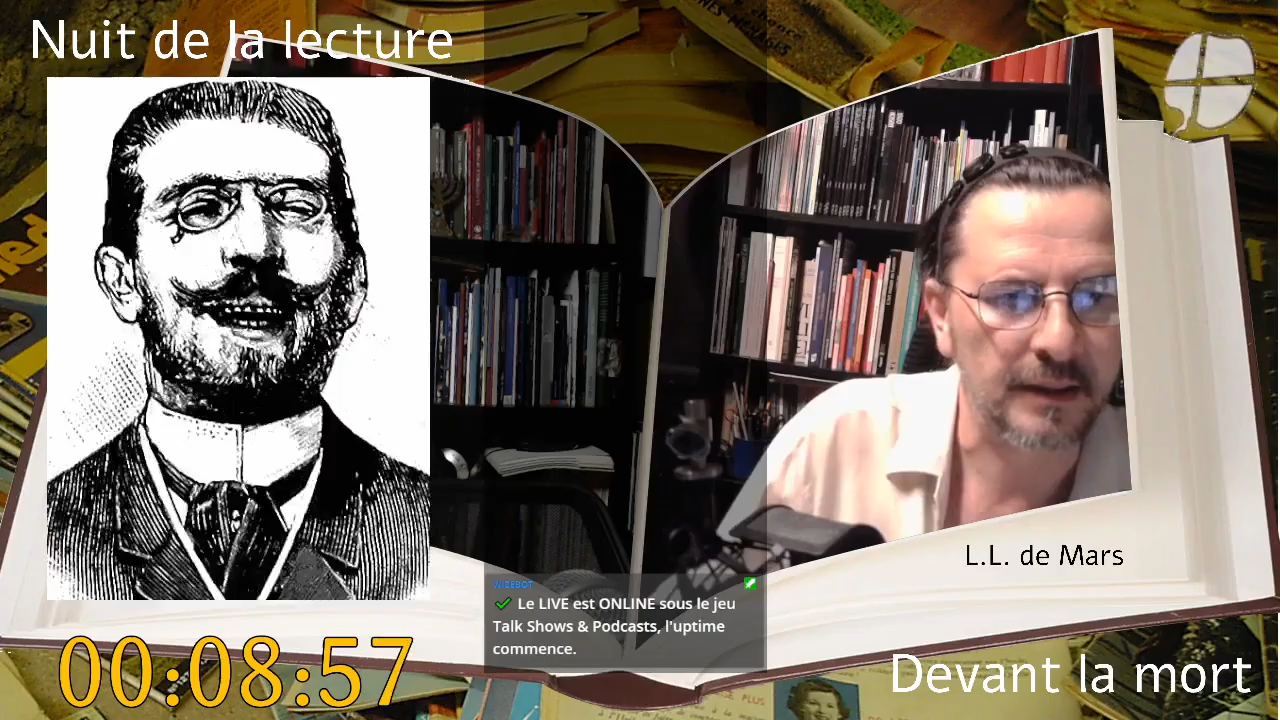 Nuit de la lecture
L.L. de Mars
WIZEBOT
Le LIVE est ONLINE sous le jeu
Talk Shows & Podcasts, l'uptime
commence.
00:08:57
Devant la mort
PLUS